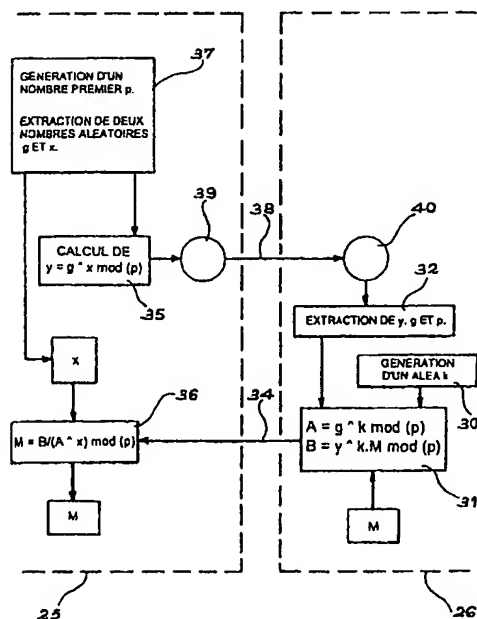 37
GENERATION D'UN
NOMBRE PREMIER p.
EXTRACTION DE DEUX
NOMBRES ALEATOIRES
g ET x.
39
38
40
CALCUL DE
y = g ^ x mod (p)
35
32
EXTRACTION DE y, g ET p.
x
GENERATION
D'UN ALEA k
30
36
34
M = B/(A ^ x) mod (p)
A = g ^ k mod (p)
B = y ^ k.M mod (p)
31
M
M
25
26